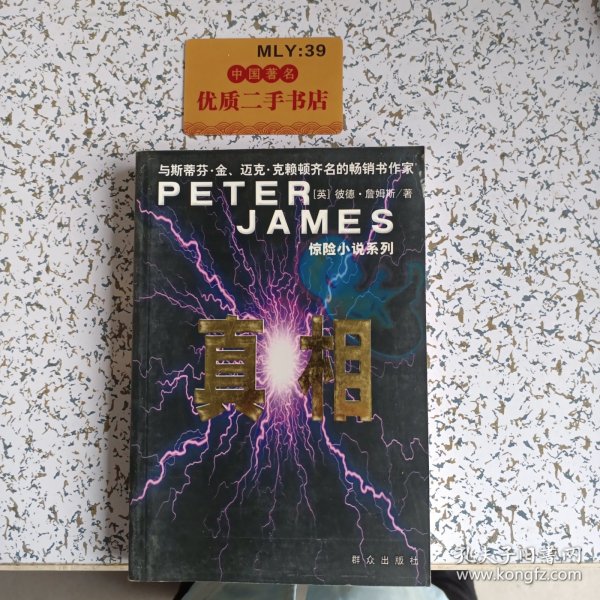 MLY:39
中国著名
优质二手书店
与斯蒂芬·金、迈克·克赖顿齐名的畅销书作家
PETER [英] 彼德·詹姆斯/著
JAMES
惊险小说系列
真相
群众出版社
孔夫子旧书网
www.kongfz.com